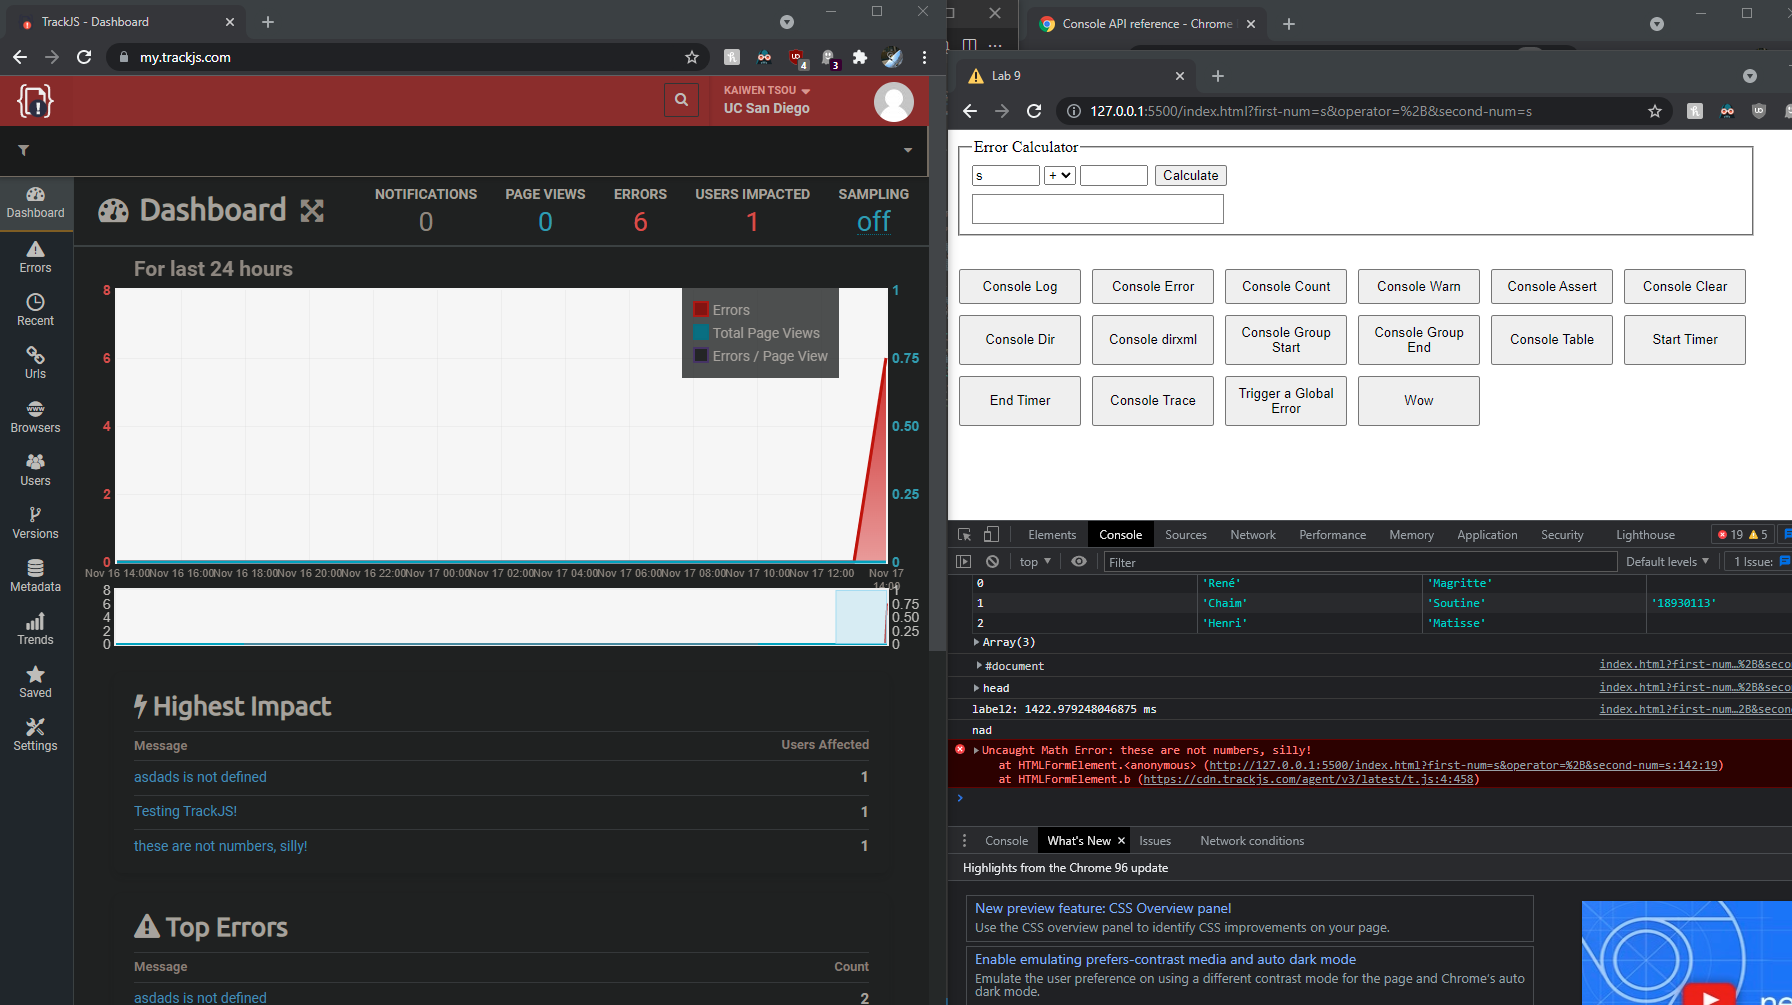 TrackJS - Dashboard
my.trackjs.com
4
3
KAIWEN TSOU
UC San Diego
Dashboard
Errors
Recent
Urls
WWW
Browsers
Users
Versions
Metadata
Trends
Saved
Settings
Dashboard
NOTIFICATIONS
0
PAGE VIEWS
0
ERRORS
6
USERS IMPACTED
1
SAMPLING
off
For last 24 hours
8
6
4
2
0
Errors
Total Page Views
Errors / Page View
1
0.75
0.50
0.25
0
Nov 16 14:00
Nov 16 16:00
Nov 16 18:00
Nov 16 20:00
Nov 16 22:00
Nov 17 00:00
Nov 17 02:00
Nov 17 04:00
Nov 17 06:00
Nov 17 08:00
Nov 17 10:00
Nov 17 12:00
Nov 17 14:00
8
6
4
2
0
1
0.75
0.50
0.25
0
Highest Impact
Message Users Affected
asdads is not defined 1
Testing TrackJS! 1
these are not numbers, silly! 1
Top Errors
Message Count
asdads is not defined 2
Console API reference - Chrome
Lab 9
127.0.0.1:5500/index.html?first-num=s&operator=%2B&second-num=s
Error Calculator
s + Calculate
Console Log
Console Error
Console Count
Console Warn
Console Assert
Console Clear
Console Dir
Console dirxml
Console Group Start
Console Group End
Console Table
Start Timer
End Timer
Console Trace
Trigger a Global Error
Wow
Elements Console Sources Network Performance Memory Application Security Lighthouse 19 5
top Filter Default levels 1 Issue:
0 'René' 'Magritte'
1 'Chaim' 'Soutine' '18930113'
2 'Henri' 'Matisse'
Array(3)
#document index.html?first-num…%2B&seco
head index.html?first-num…%2B&seco
label2: 1422.979248046875 ms index.html?first-num…2B&secon
nad
Uncaught Math Error: these are not numbers, silly!
at HTMLFormElement.<anonymous> (http://127.0.0.1:5500/index.html?first-num=s&operator=%2B&second-num=s:142:19)
at HTMLFormElement.b (https://cdn.trackjs.com/agent/v3/latest/t.js:4:458)
Console What's New Issues Network conditions
Highlights from the Chrome 96 update
New preview feature: CSS Overview panel
Use the CSS overview panel to identify CSS improvements on your page.
Enable emulating prefers-contrast media and auto dark mode
Emulate the user preference on using a different contrast mode for the page and Chrome's auto
dark mode.